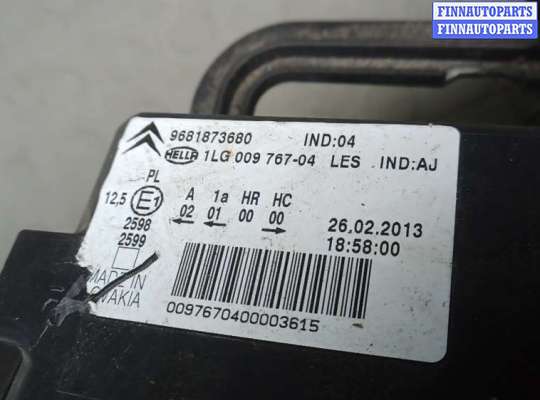 FINNAUTOPARTS
FINNAUTOPARTS
9681873680 IND:04
HELLA 1LG 009 767-04 LES IND:AJ
PL
12,5 E1 A 1a HR HC
2598 02 01 00 00
2599
26.02.2013
18:58:00
MADE IN
SLOVAKIA
0097670400003615